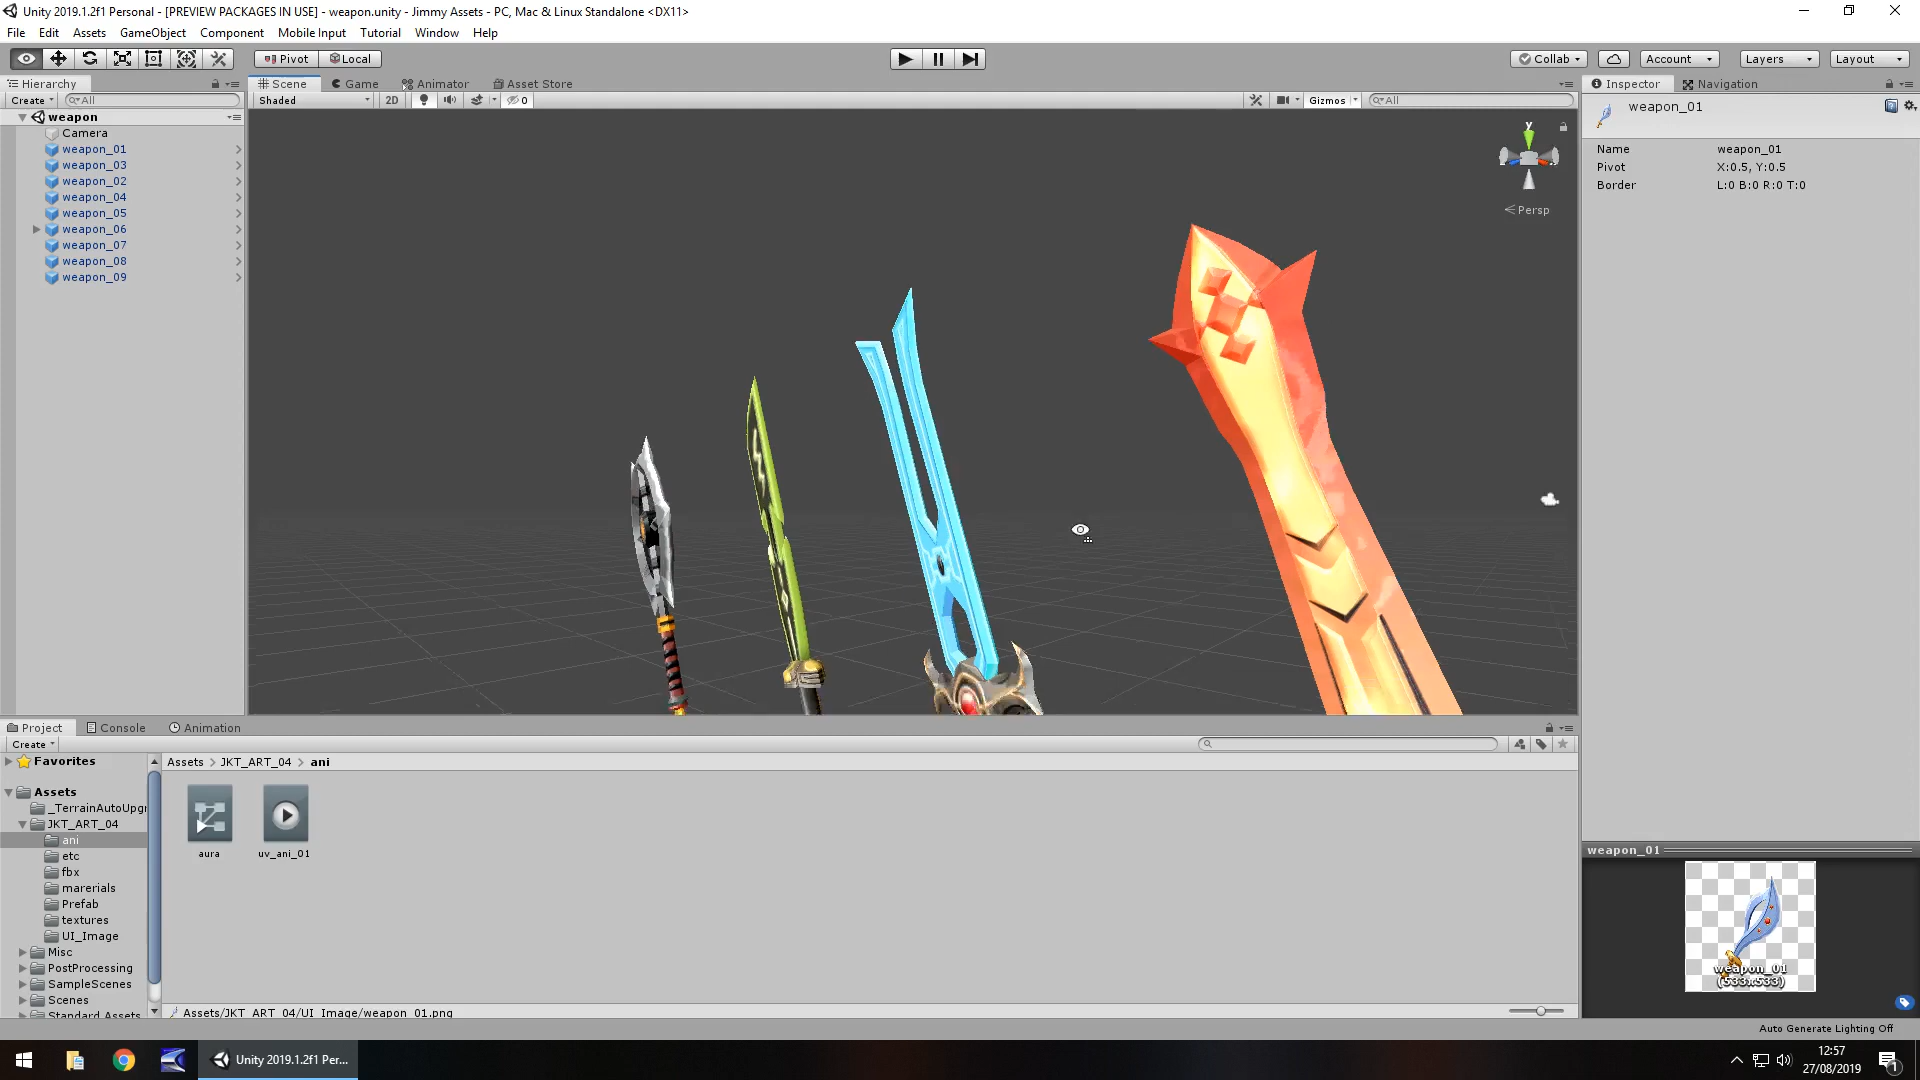 Unity 2019.1.2f1 Personal - [PREVIEW PACKAGES IN USE] - weapon.unity - Jimmy Assets - PC, Mac & Linux Standalone <DX11>
File Edit Assets GameObject Component Mobile Input Tutorial Window Help
Pivot Local Collab Account Layers Layout
Hierarchy Scene Game Animator Asset Store Inspector Navigation
Create All Shaded 2D 0 Gizmos All
weapon
Camera
weapon_01
weapon_03
weapon_02
weapon_04
weapon_05
weapon_06
weapon_07
weapon_08
weapon_09
y
Persp
weapon_01
Name weapon_01
Pivot X:0.5, Y:0.5
Border L:0 B:0 R:0 T:0
Project Console Animation
Create
Favorites
Assets
_TerrainAutoUpgr
JKT_ART_04
ani
etc
fbx
marerials
Prefab
textures
UI_Image
Misc
PostProcessing
SampleScenes
Scenes
Standard Assets
Assets > JKT_ART_04 > ani
aura uv_ani_01
Assets/JKT_ART_04/UI_Image/weapon_01.png
weapon_01
weapon_01
(533x533)
Auto Generate Lighting Off
Unity 2019.1.2f1 Per...
12:57
27/08/2019
1